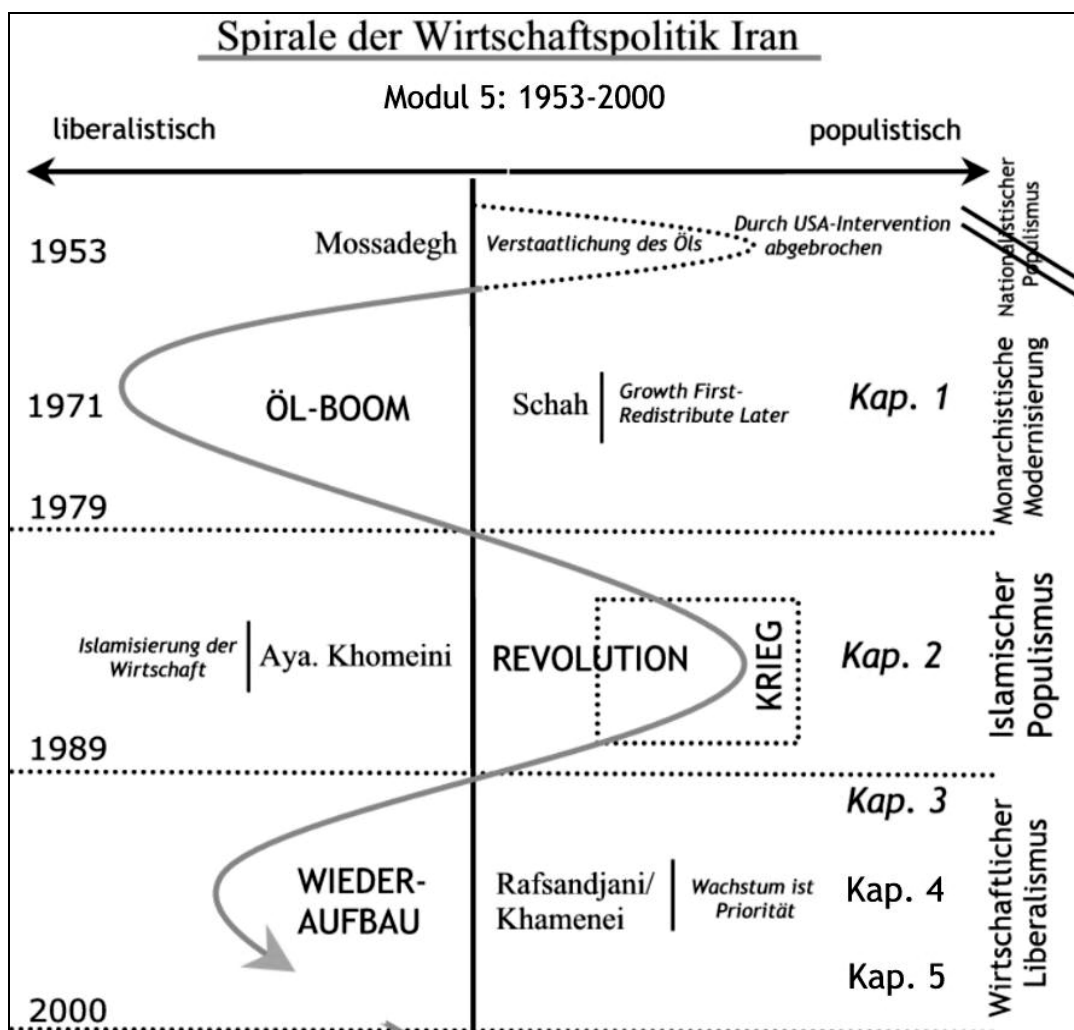 Spirale der Wirtschaftspolitik Iran
Modul 5: 1953-2000
liberalistisch
populistisch
1953
Mossadegh
Verstaatlichung des Öls
Durch USA-Intervention
abgebrochen
Nationalistischer
Populismus
1971
ÖL-BOOM
Schah
Growth First-
Redistribute Later
Kap. 1
Monarchistische
Modernisierung
1979
Islamisierung der
Wirtschaft
Aya. Khomeini
REVOLUTION
KRIEG
Kap. 2
Islamischer
Populismus
1989
Kap. 3
WIEDER-
AUFBAU
Rafsandjani/
Khamenei
Wachstum ist
Priorität
Kap. 4
Kap. 5
Wirtschaftlicher
Liberalismus
2000